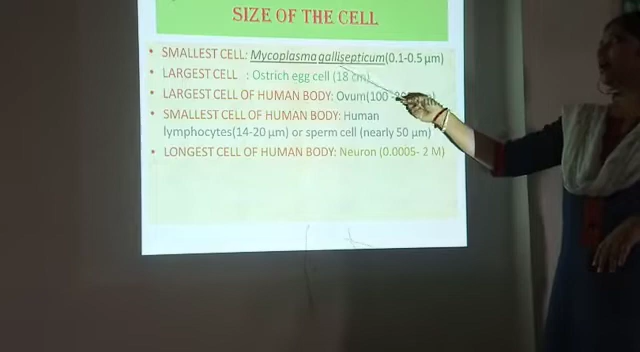 SIZE OF THE CELL
• SMALLEST CELL: Mycoplasma gallisepticum(0.1-0.5 µm)
• LARGEST CELL : Ostrich egg cell (18 cm)
• LARGEST CELL OF HUMAN BODY: Ovum(100
• SMALLEST CELL OF HUMAN BODY: Human
lymphocytes(14-20 µm) or sperm cell (nearly 50 µm)
• LONGEST CELL OF HUMAN BODY: Neuron (0.0005- 2 M)